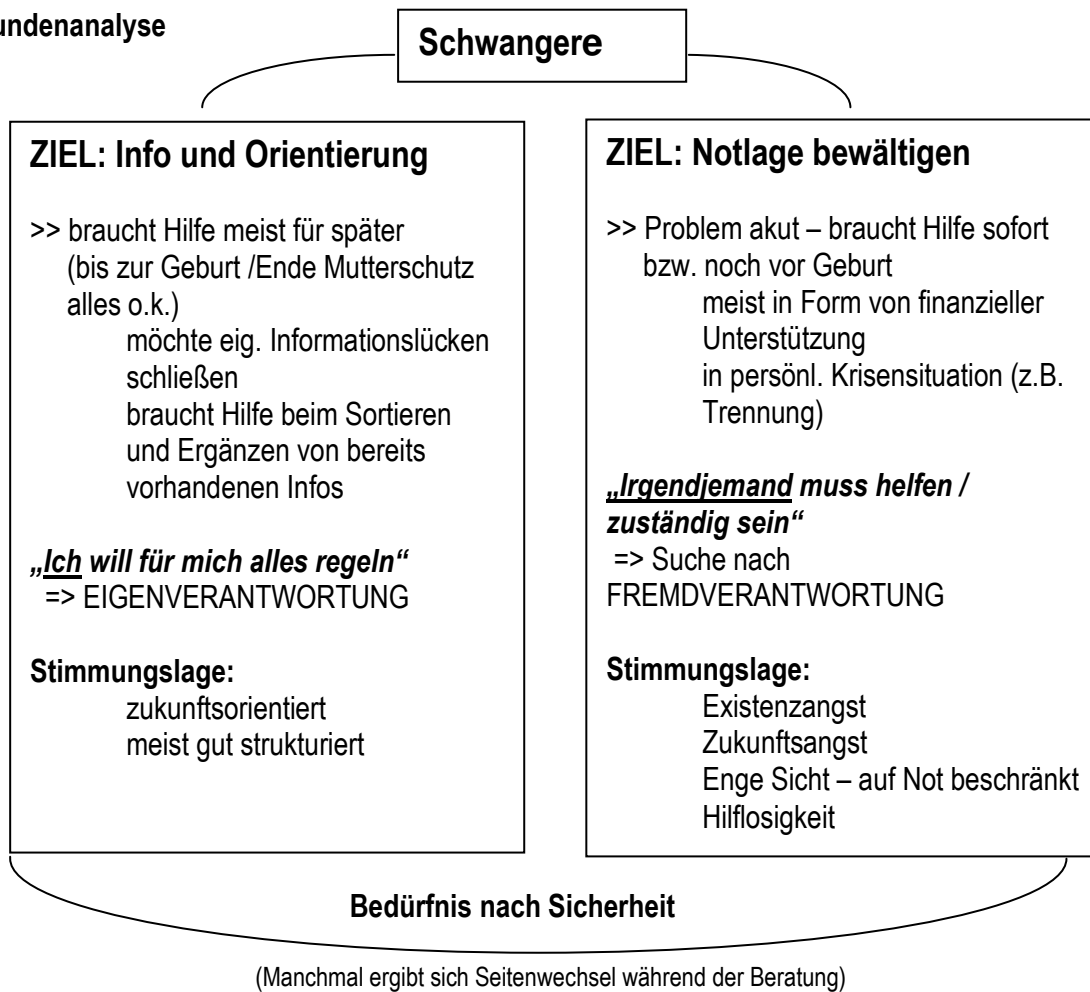 undenanalyse
Schwangere
ZIEL: Info und Orientierung
>> braucht Hilfe meist für später
(bis zur Geburt /Ende Mutterschutz
alles o.k.)
möchte eig. Informationslücken
schließen
braucht Hilfe beim Sortieren
und Ergänzen von bereits
vorhandenen Infos
„Ich will für mich alles regeln“
=> EIGENVERANTWORTUNG
Stimmungslage:
zukunftsorientiert
meist gut strukturiert
ZIEL: Notlage bewältigen
>> Problem akut – braucht Hilfe sofort
bzw. noch vor Geburt
meist in Form von finanzieller
Unterstützung
in persönl. Krisensituation (z.B.
Trennung)
„Irgendjemand muss helfen /
zuständig sein“
=> Suche nach
FREMDVERANTWORTUNG
Stimmungslage:
Existenzangst
Zukunftsangst
Enge Sicht – auf Not beschränkt
Hilflosigkeit
Bedürfnis nach Sicherheit
(Manchmal ergibt sich Seitenwechsel während der Beratung)